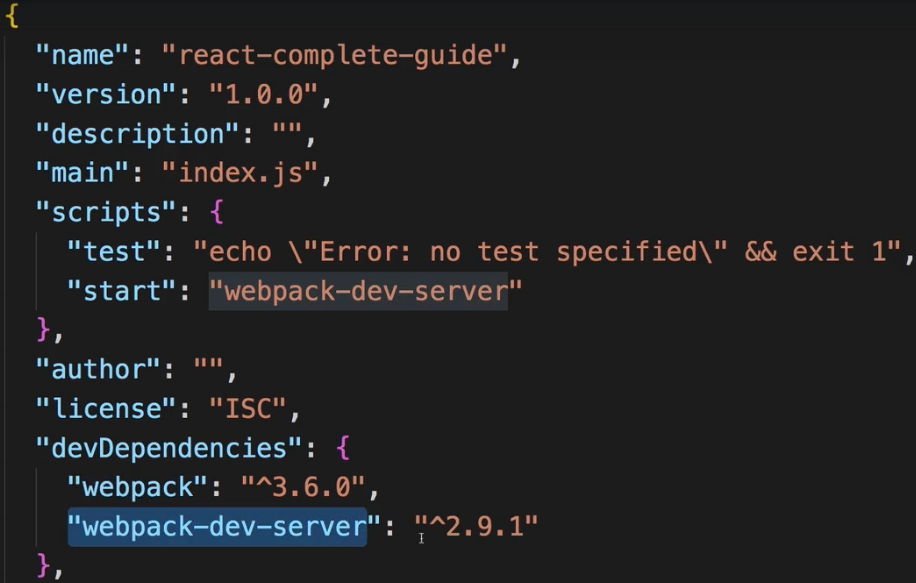 {
"name": "react-complete-guide",
"version": "1.0.0",
"description": "",
"main": "index.js",
"scripts": {
"test": "echo \"Error: no test specified\" && exit 1",
"start": "webpack-dev-server"
},
"author": "",
"license": "ISC",
"devDependencies": {
"webpack": "^3.6.0",
"webpack-dev-server": "^2.9.1"
},